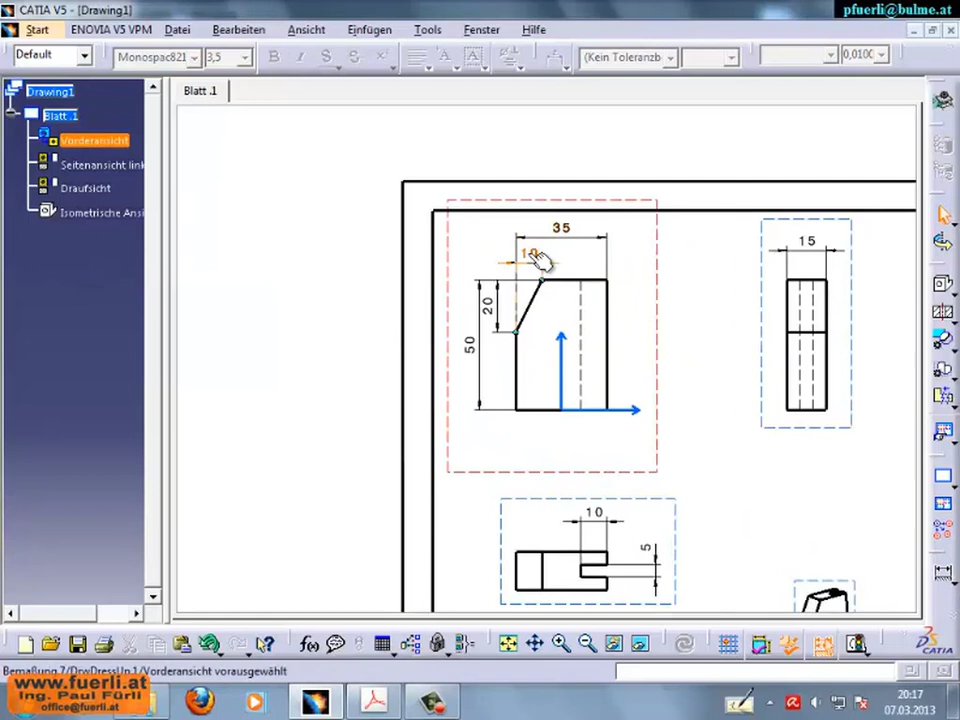 CATIA V5 - [Drawing1]
pfuerli@bulme.at
Start ENOVIA V5 VPM Datei Bearbeiten Ansicht Einfügen Tools Fenster Hilfe
Default Monospac821 3,5 B I S S (Kein Toleranzb 0,0100
Drawing1
Blatt .1
Vorderansicht
Seitenansicht link
Draufsicht
Isometrische Ansi
Blatt .1
35
20
50
15
10
5
f(x)
CATIA
Bemaßung.7/DrwDressUp.1/Vorderansicht vorausgewählt
www.fuerli.at
Ing. Paul Fürli
office@fuerli.at
20:17
07.03.2013